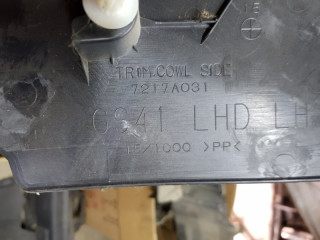 TRIM,COWL SIDE
7217A031
LHD LH
>PP<